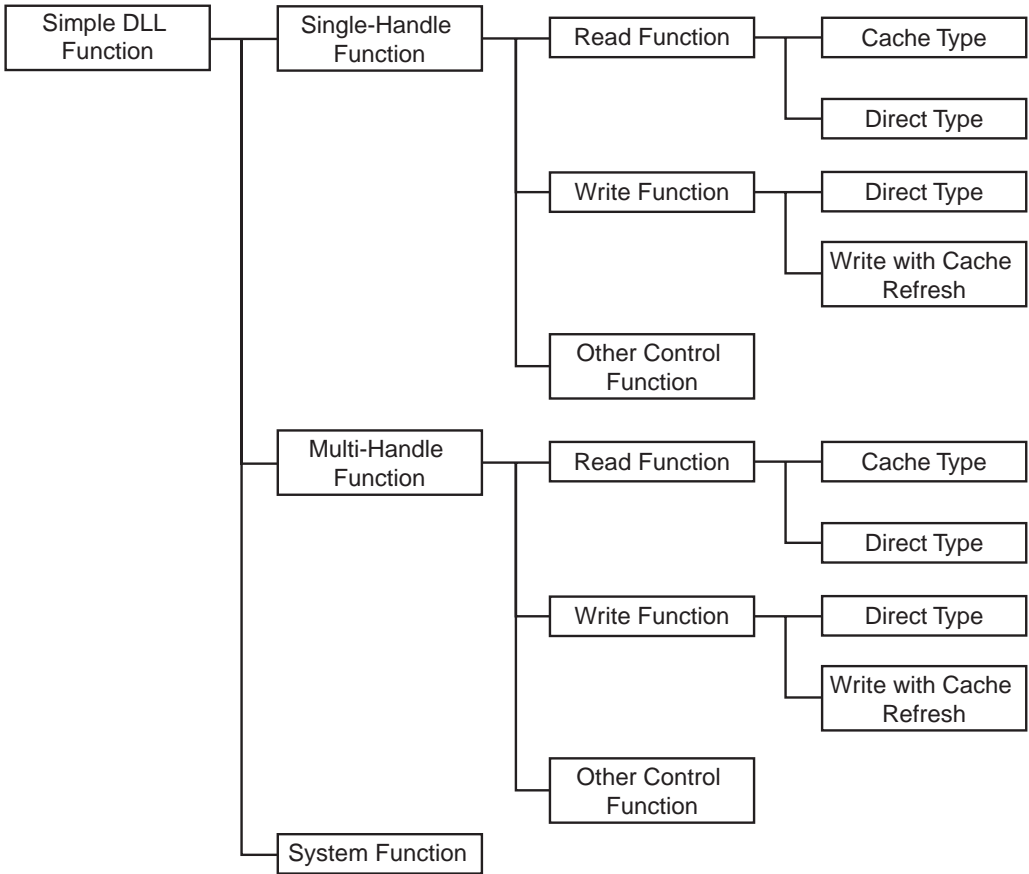 Simple DLL
Function
Single-Handle
Function
Read Function
Cache Type
Direct Type
Write Function
Direct Type
Write with Cache
Refresh
Other Control
Function
Multi-Handle
Function
Read Function
Cache Type
Direct Type
Write Function
Direct Type
Write with Cache
Refresh
Other Control
Function
System Function